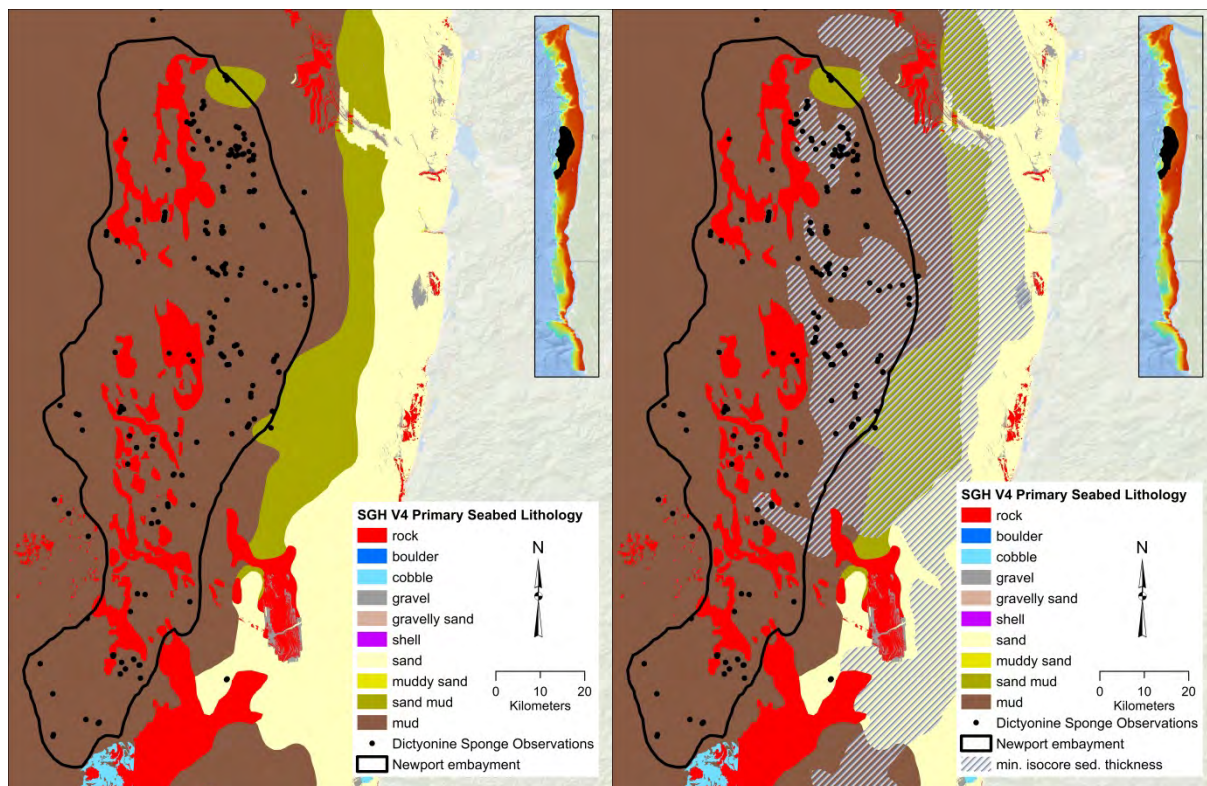 SGH V4 Primary Seabed Lithology
rock
boulder
cobble
gravel
gravelly sand
shell
sand
muddy sand
sand mud
mud
Dictyonine Sponge Observations
Newport embayment
N
0 10 20
Kilometers
SGH V4 Primary Seabed Lithology
rock
boulder
cobble
gravel
gravelly sand
shell
sand
muddy sand
sand mud
mud
Dictyonine Sponge Observations
Newport embayment
min. isocore sed. thickness
N
0 10 20
Kilometers